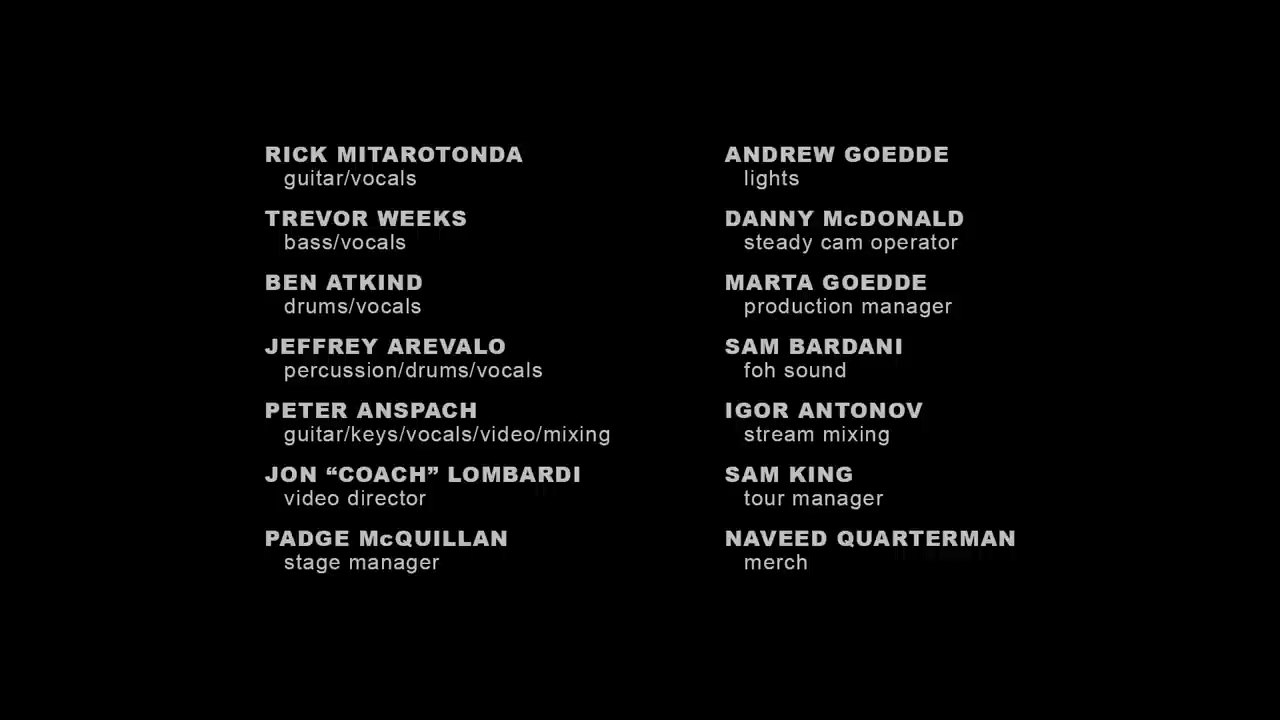 RICK MITAROTONDA
guitar/vocals
TREVOR WEEKS
bass/vocals
BEN ATKIND
drums/vocals
JEFFREY AREVALO
percussion/drums/vocals
PETER ANSPACH
guitar/keys/vocals/video/mixing
JON “COACH” LOMBARDI
video director
PADGE McQUILLAN
stage manager
ANDREW GOEDDE
lights
DANNY McDONALD
steady cam operator
MARTA GOEDDE
production manager
SAM BARDANI
foh sound
IGOR ANTONOV
stream mixing
SAM KING
tour manager
NAVEED QUARTERMAN
merch